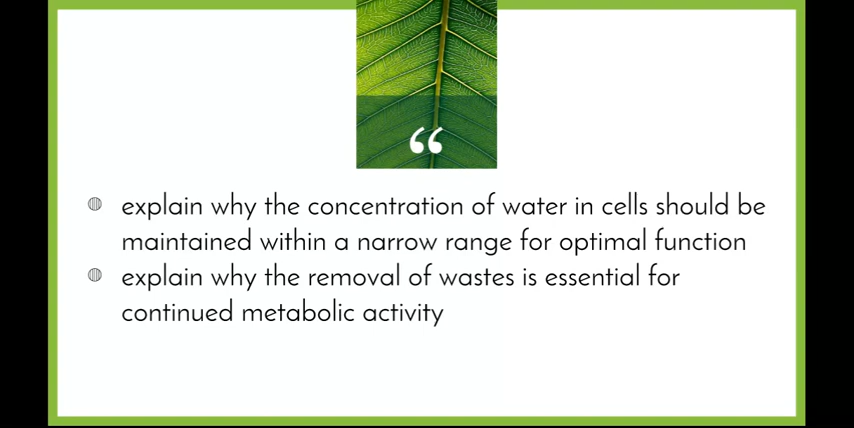 “
explain why the concentration of water in cells should be
maintained within a narrow range for optimal function
explain why the removal of wastes is essential for
continued metabolic activity